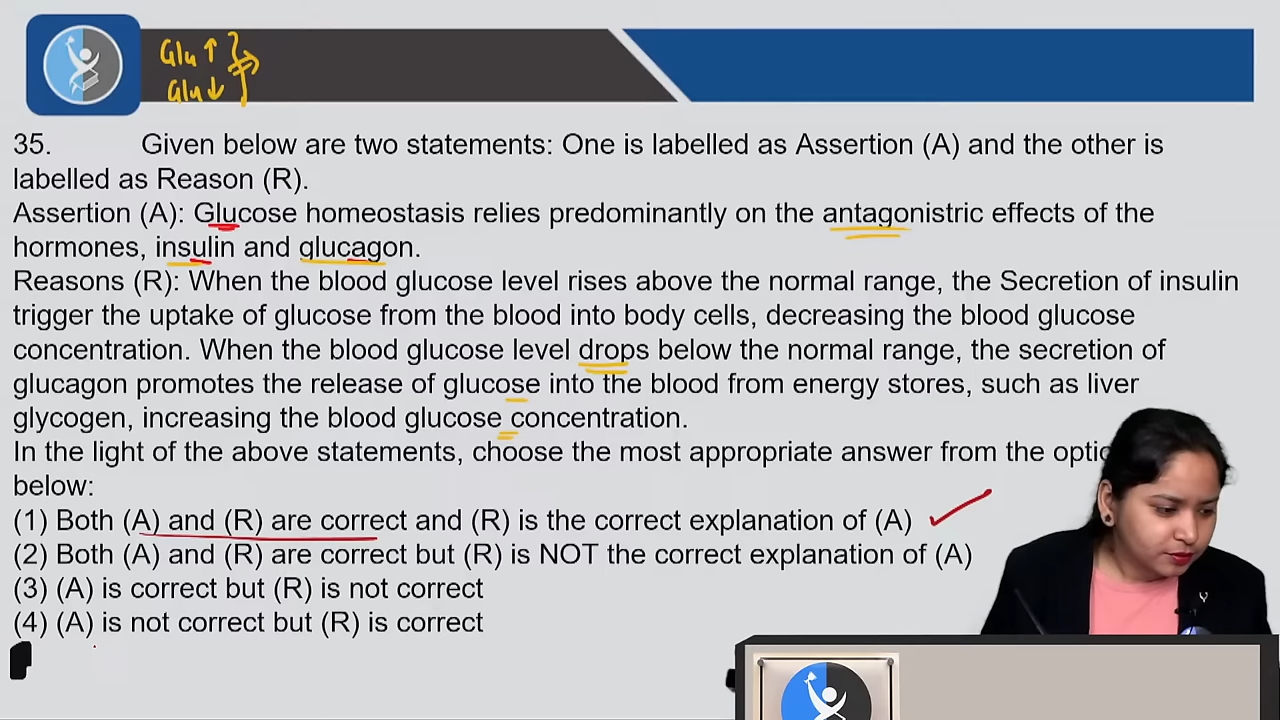 Glu ↑
Glu ↓
35. Given below are two statements: One is labelled as Assertion (A) and the other is
labelled as Reason (R).
Assertion (A): Glucose homeostasis relies predominantly on the antagonistric effects of the
hormones, insulin and glucagon.
Reasons (R): When the blood glucose level rises above the normal range, the Secretion of insulin
trigger the uptake of glucose from the blood into body cells, decreasing the blood glucose
concentration. When the blood glucose level drops below the normal range, the secretion of
glucagon promotes the release of glucose into the blood from energy stores, such as liver
glycogen, increasing the blood glucose concentration.
In the light of the above statements, choose the most appropriate answer from the
below:
(1) Both (A) and (R) are correct and (R) is the correct explanation of (A)
(2) Both (A) and (R) are correct but (R) is NOT the correct explanation of (A)
(3) (A) is correct but (R) is not correct
(4) (A) is not correct but (R) is correct